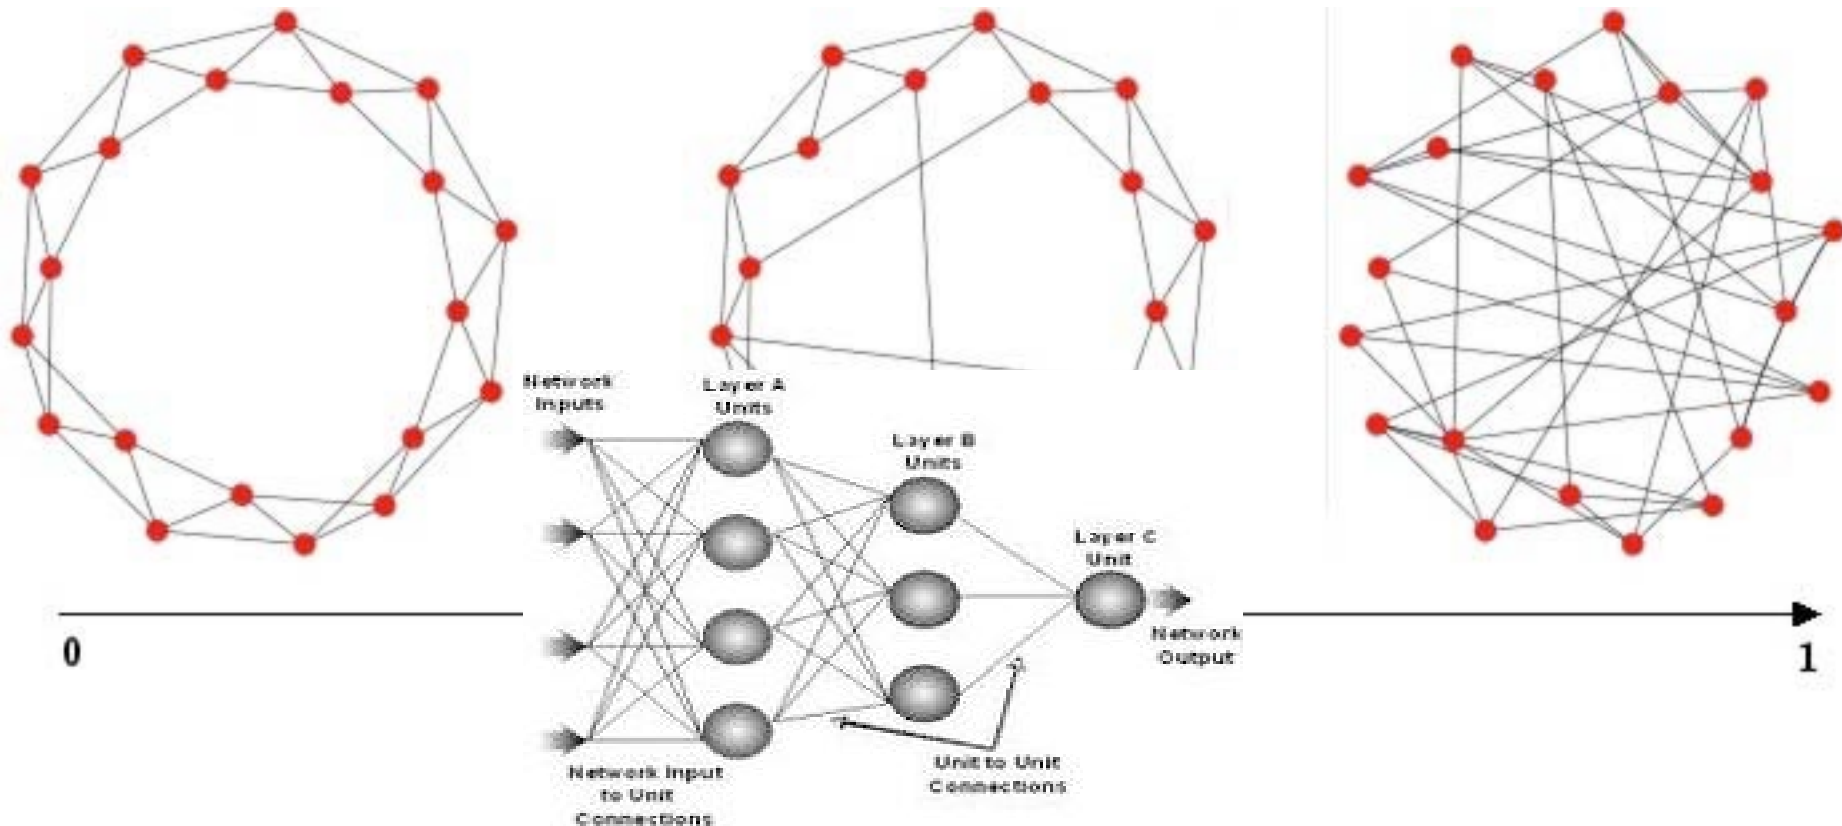 Network
Inputs
Layer A
Units
Layer B
Units
Layer C
Unit
Network
Output
Unit to Unit
Connections
Network Input
to Unit
Connections
0
1